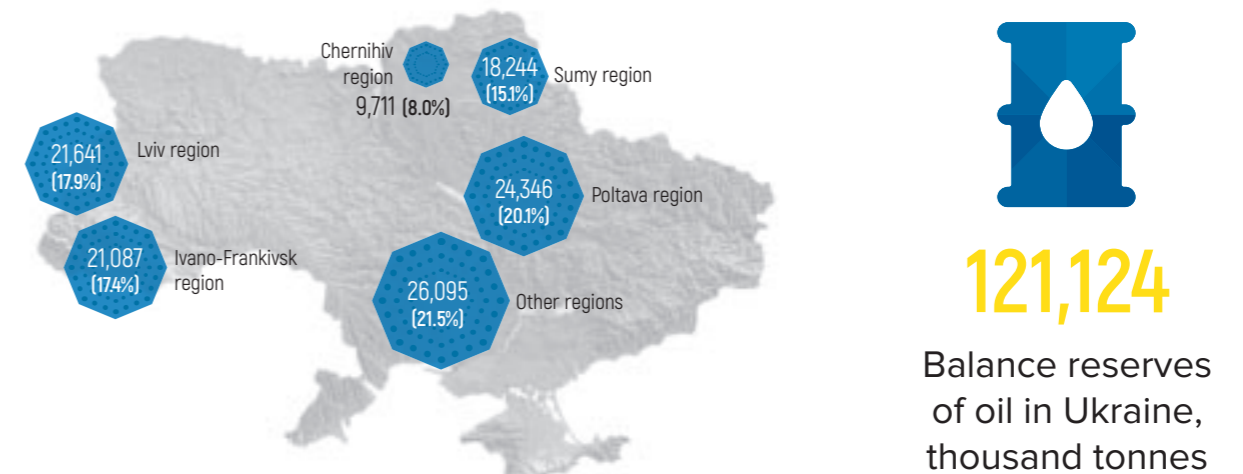 Chernihiv
region
9,711 (8.0%)
18,244
(15.1%)
Sumy region
21,641
(17.9%)
Lviv region
24,346
(20.1%)
Poltava region
21,087
(17.4%)
Ivano-Frankivsk
region
26,095
(21.5%)
Other regions
121,124
Balance reserves
of oil in Ukraine,
thousand tonnes